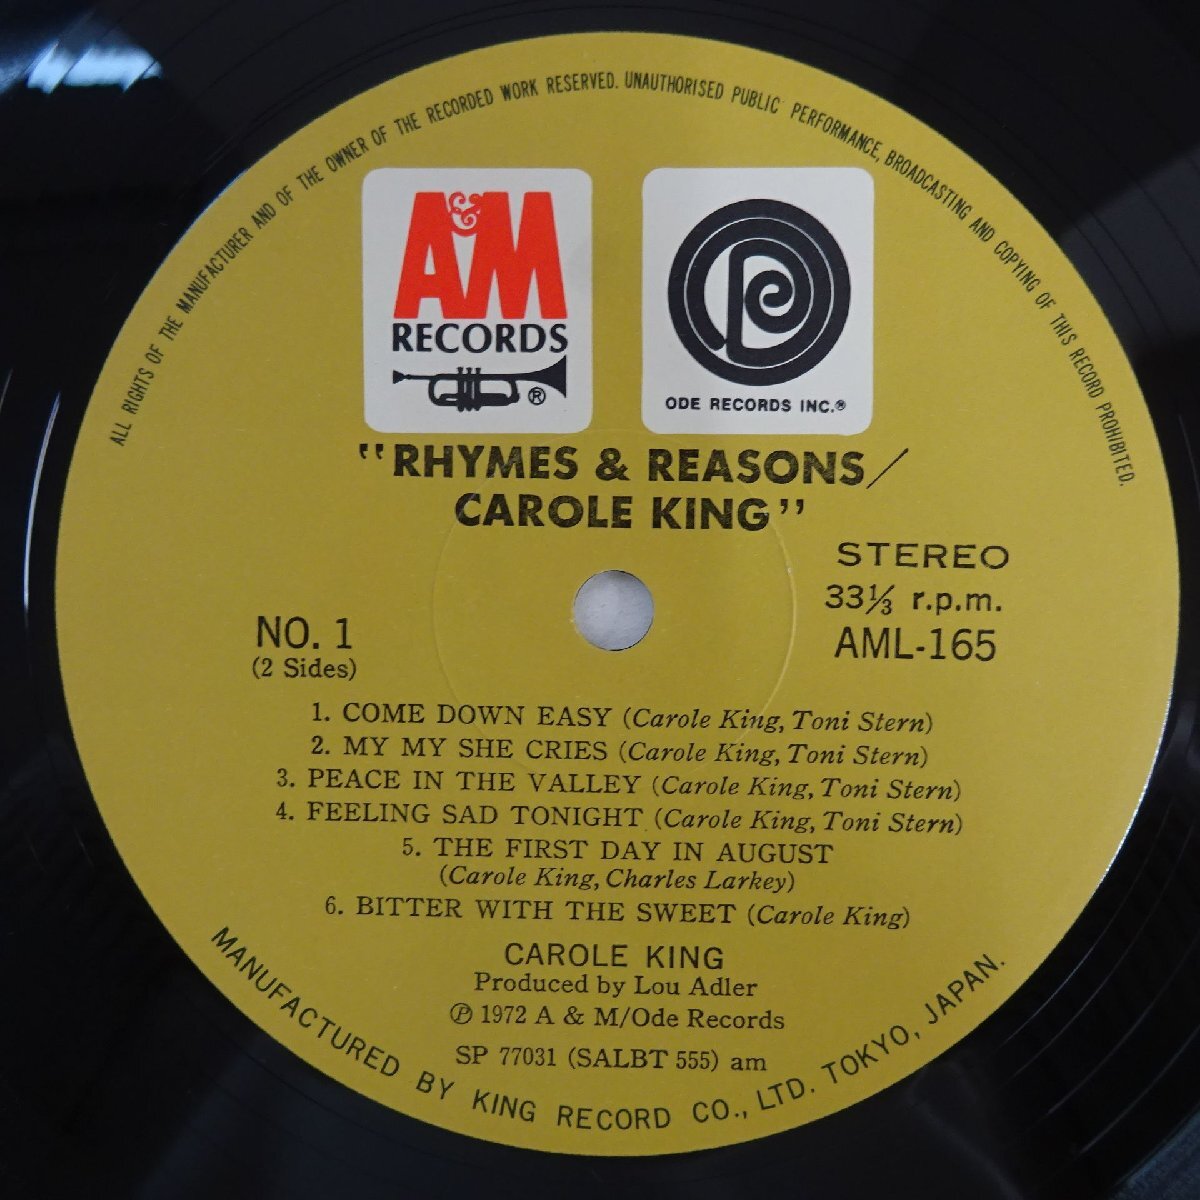 ALL RIGHTS OF THE MANUFACTURER AND OF THE OWNER OF THE RECORDED WORK RESERVED. UNAUTHORISED PUBLIC PERFORMANCE, BROADCASTING AND COPYING OF THIS RECORD PROHIBITED.
A&M
RECORDS
®
ODE RECORDS INC.®
"RHYMES & REASONS/
CAROLE KING"
STEREO
33⅓ r.p.m.
AML-165
NO. 1
(2 Sides)
1. COME DOWN EASY (Carole King, Toni Stern)
2. MY MY SHE CRIES (Carole King, Toni Stern)
3. PEACE IN THE VALLEY (Carole King, Toni Stern)
4. FEELING SAD TONIGHT (Carole King, Toni Stern)
5. THE FIRST DAY IN AUGUST
(Carole King, Charles Larkey)
6. BITTER WITH THE SWEET (Carole King)
CAROLE KING
Produced by Lou Adler
℗ 1972 A & M/Ode Records
SP 77031 (SALBT 555) am
MANUFACTURED BY KING RECORD CO., LTD. TOKYO, JAPAN.